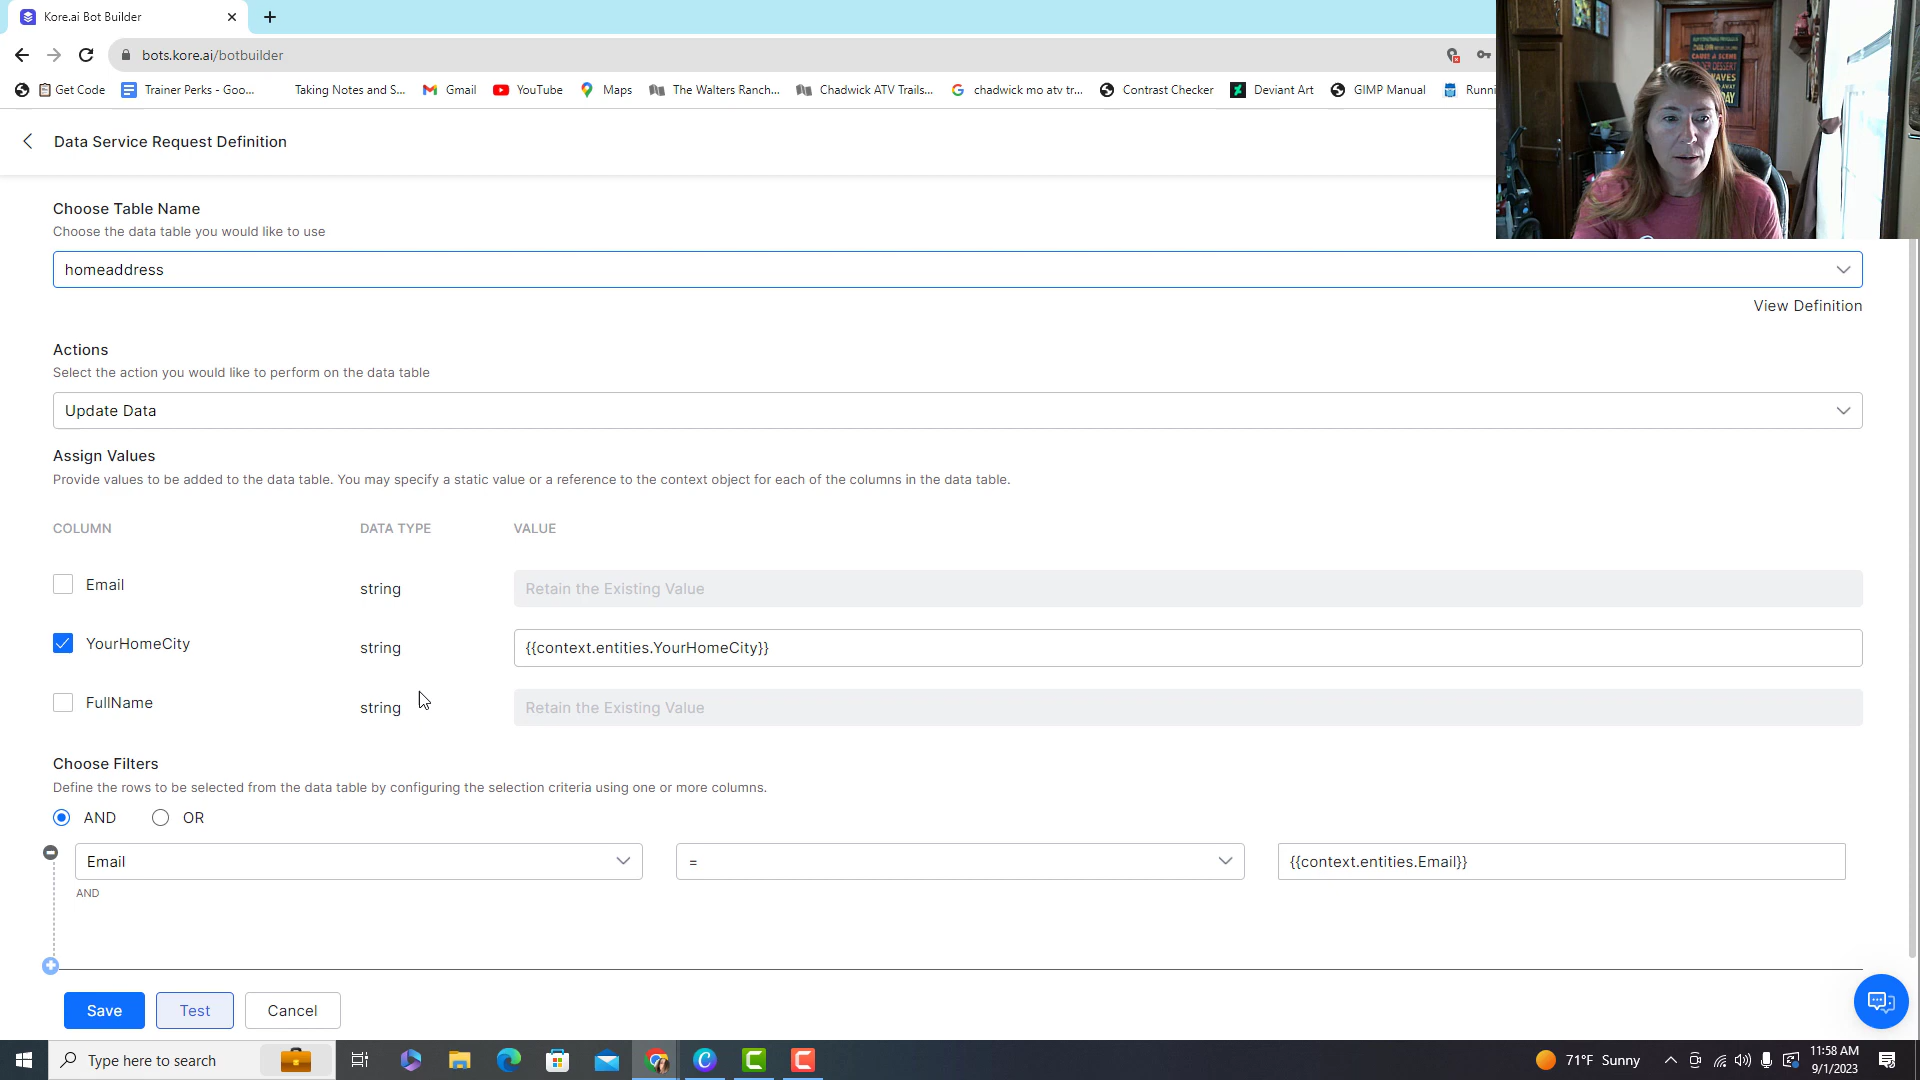 Kore.ai Bot Builder
bots.kore.ai/botbuilder
Get Code
Trainer Perks - Goo...
Taking Notes and S...
Gmail
YouTube
Maps
The Walters Ranch...
Chadwick ATV Trails...
chadwick mo atv tr...
Contrast Checker
Deviant Art
GIMP Manual
Runni
Data Service Request Definition
Choose Table Name
Choose the data table you would like to use
homeaddress
View Definition
Actions
Select the action you would like to perform on the data table
Update Data
Assign Values
Provide values to be added to the data table. You may specify a static value or a reference to the context object for each of the columns in the data table.
COLUMN DATA TYPE VALUE
Email string Retain the Existing Value
YourHomeCity string {{context.entities.YourHomeCity}}
FullName string Retain the Existing Value
Choose Filters
Define the rows to be selected from the data table by configuring the selection criteria using one or more columns.
AND OR
Email = {{context.entities.Email}}
AND
Save Test Cancel
Type here to search
71°F Sunny
11:58 AM
9/1/2023